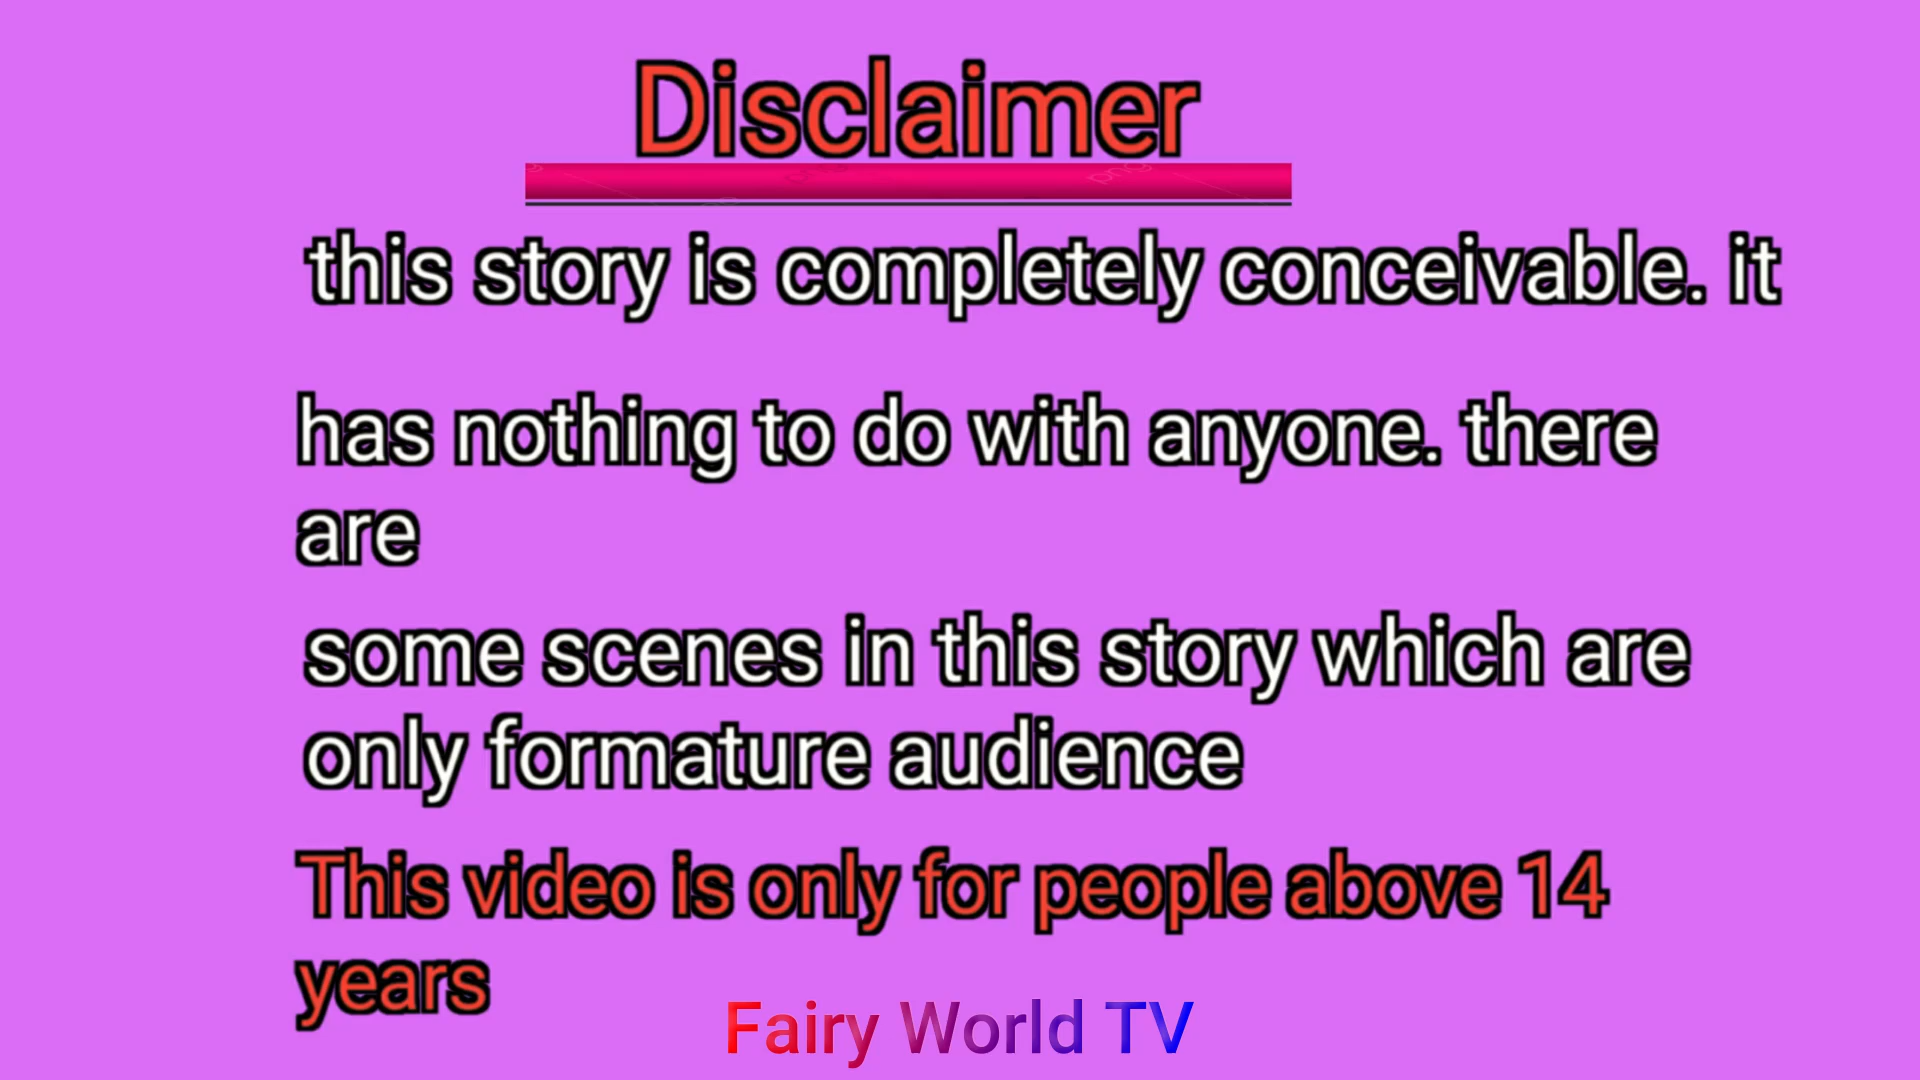 Disclaimer
this story is completely conceivable. it
has nothing to do with anyone. there
are
some scenes in this story which are
only formature audience
This video is only for people above 14
years
Fairy World TV